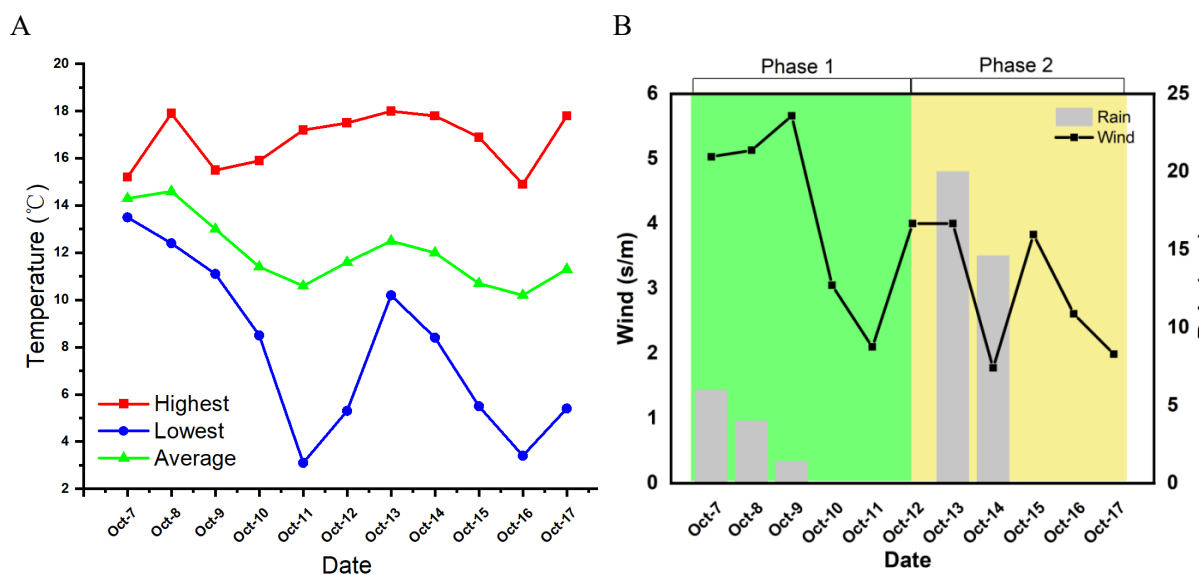 A
20
18
16
14
12
10
8
6
4
2
Temperature (℃)
Highest
Lowest
Average
Oct-7
Oct-8
Oct-9
Oct-10
Oct-11
Oct-12
Oct-13
Oct-14
Oct-15
Oct-16
Oct-17
Date
B
Phase 1
Phase 2
6
5
4
3
2
1
0
Wind (s/m)
Rain
Wind
25
20
15
10
5
0
Oct-7
Oct-8
Oct-9
Oct-10
Oct-11
Oct-12
Oct-13
Oct-14
Oct-15
Oct-16
Oct-17
Date